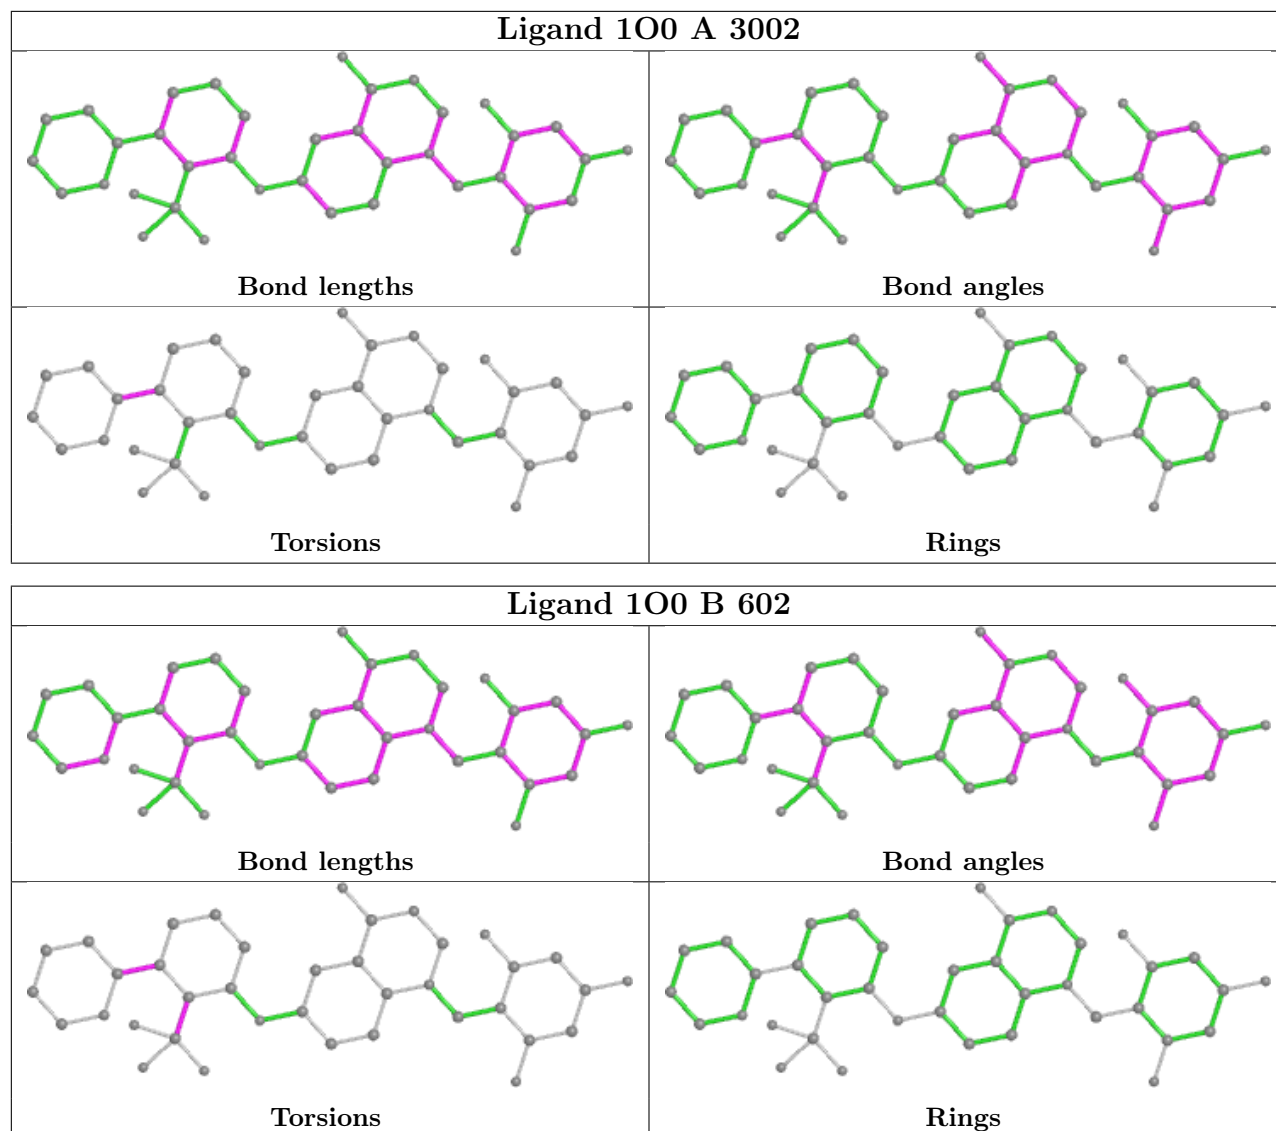 Ligand 1O0 A 3002
Bond lengths
Bond angles
Torsions
Rings
Ligand 1O0 B 602
Bond lengths
Bond angles
Torsions
Rings